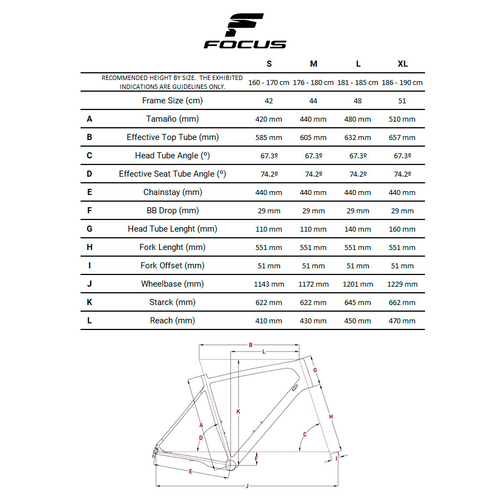 FOCUS
S M L XL
RECOMMENDED HEIGHT BY SIZE. THE EXHIBITED
INDICATIONS ARE GUIDELINES ONLY.
160 - 170 cm 176 - 180 cm 181 - 185 cm 186 - 190 cm
Frame Size (cm) 42 44 48 51
A Tamaño (mm) 420 mm 440 mm 480 mm 510 mm
B Effective Top Tube (mm) 585 mm 605 mm 632 mm 657 mm
C Head Tube Angle (º) 67.3º 67.3º 67.3º 67.3º
D Effective Seat Tube Angle (º) 74.2º 74.2º 74.2º 74.2º
E Chainstay (mm) 440 mm 440 mm 440 mm 440 mm
F BB Drop (mm) 29 mm 29 mm 29 mm 29 mm
G Head Tube Lenght (mm) 110 mm 110 mm 140 mm 160 mm
H Fork Lenght (mm) 551 mm 551 mm 551 mm 551 mm
I Fork Offset (mm) 51 mm 51 mm 51 mm 51 mm
J Wheelbase (mm) 1143 mm 1172 mm 1201 mm 1229 mm
K Starck (mm) 622 mm 622 mm 645 mm 662 mm
L Reach (mm) 410 mm 430 mm 450 mm 470 mm
B
L
G
K
H
A
D
C
F
I
E
J